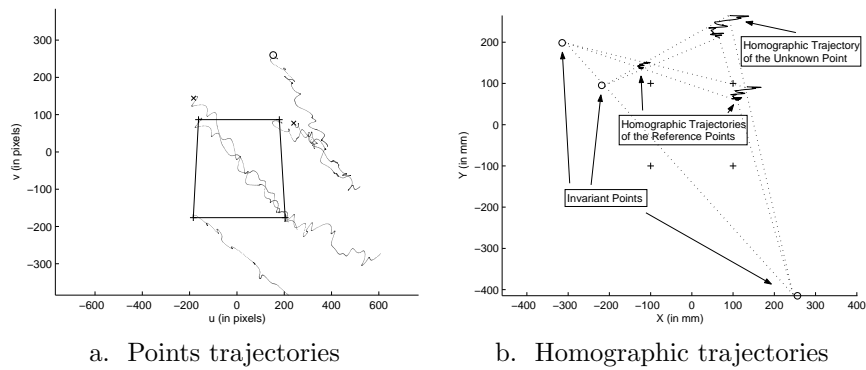 300
200
100
0
−100
−200
−300
v (in pixels)
−600
−400
−200
0
200
400
600
u (in pixels)
a. Points trajectories
200
100
0
−100
−200
−300
−400
Y (in mm)
−400
−300
−200
−100
0
100
200
300
400
X (in mm)
Homographic Trajectory
of the Unknown Point
Homographic Trajectories
of the Reference Points
Invariant Points
b. Homographic trajectories